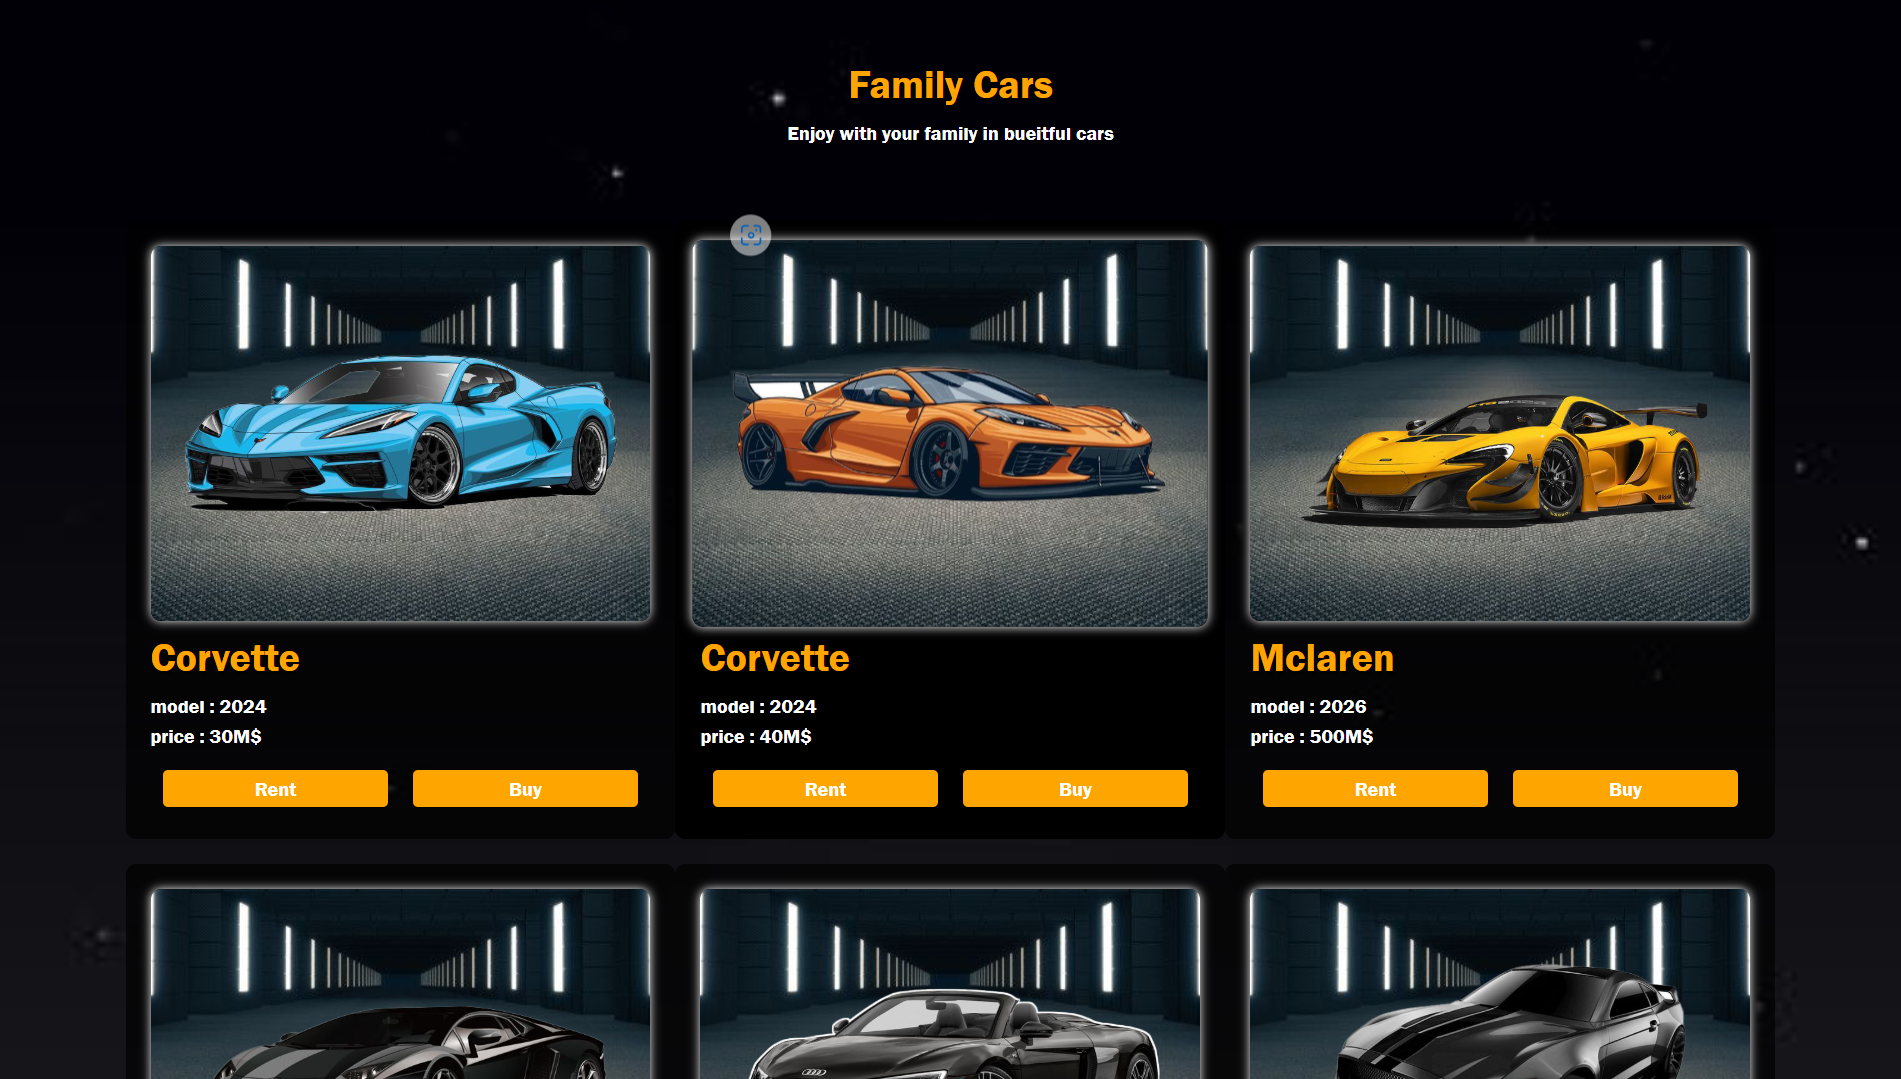 Family Cars
Enjoy with your family in bueitful cars
Corvette
model : 2024
price : 30M$
Rent
Buy
Corvette
model : 2024
price : 40M$
Rent
Buy
Mclaren
model : 2026
price : 500M$
Rent
Buy